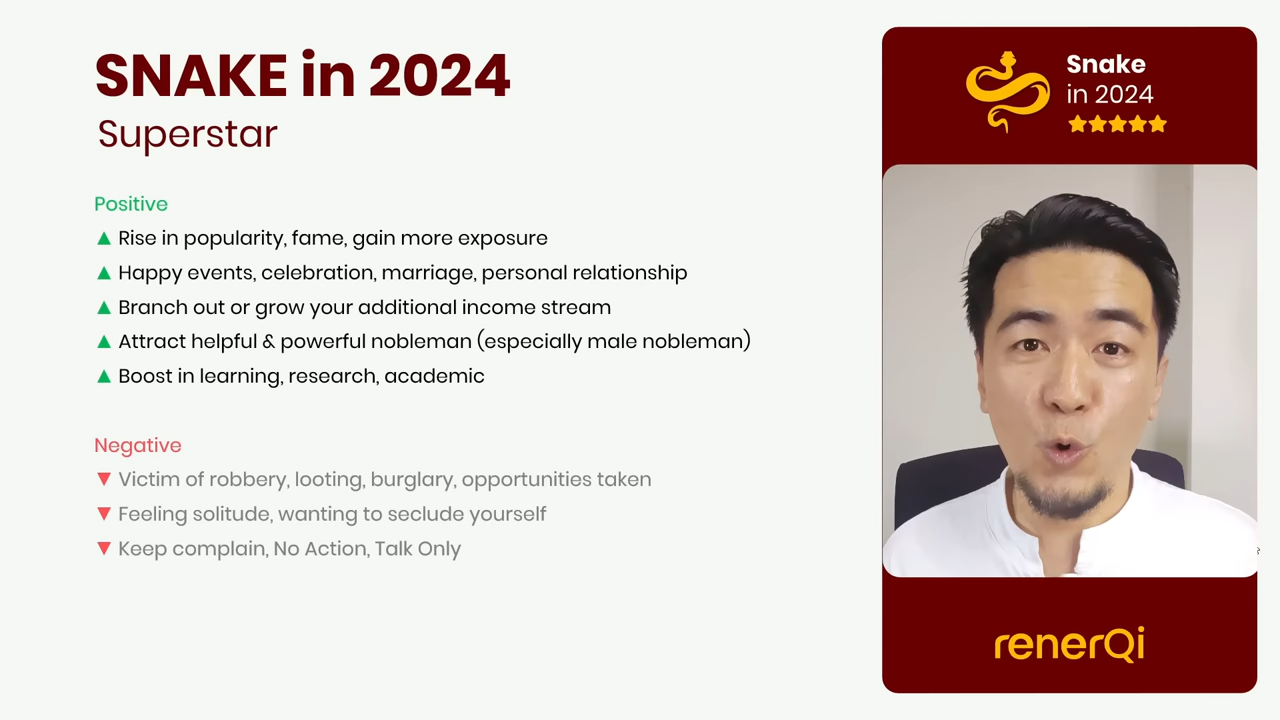 SNAKE in 2024
Superstar
Positive
▲ Rise in popularity, fame, gain more exposure
▲ Happy events, celebration, marriage, personal relationship
▲ Branch out or grow your additional income stream
▲ Attract helpful & powerful nobleman (especially male nobleman)
▲ Boost in learning, research, academic
Negative
▼ Victim of robbery, looting, burglary, opportunities taken
▼ Feeling solitude, wanting to seclude yourself
▼ Keep complain, No Action, Talk Only
Snake
in 2024
renerQi